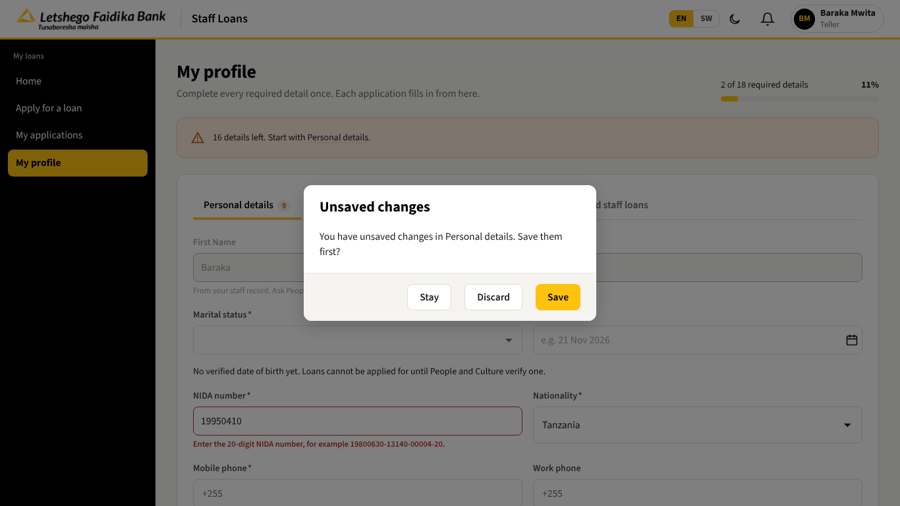 Letshego Faidika Bank
Tunaboresha maisha
Staff Loans
EN SW
BM
Baraka Mwita
Teller
My loans
Home
Apply for a loan
My applications
My profile
My profile
Complete every required detail once. Each application fills in from here.
2 of 18 required details 11%
16 details left. Start with Personal details.
Personal details
d staff loans
Unsaved changes
You have unsaved changes in Personal details. Save them
first?
Stay Discard Save
First Name
Baraka
From your staff record. Ask Peop
Marital status*
e.g. 21 Nov 2026
No verified date of birth yet. Loans cannot be applied for until People and Culture verify one.
NIDA number* Nationality*
19950410 Tanzania
Enter the 20-digit NIDA number, for example 19800630-12140-00004-20.
Mobile phone* Work phone
+255 +255